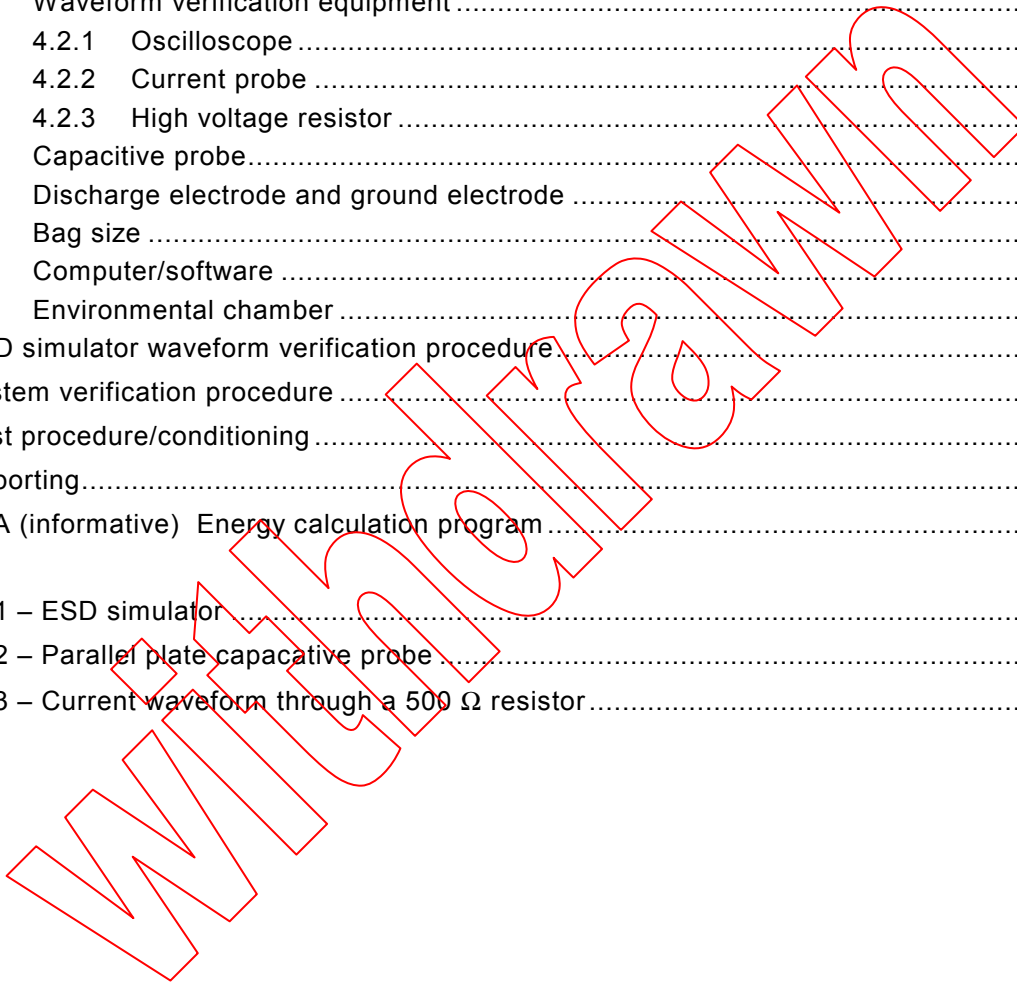 Waveform verification equipment
4.2.1 Oscilloscope
4.2.2 Current probe
4.2.3 High voltage resistor
Capacitive probe
Discharge electrode and ground electrode
Bag size
Computer/software
Environmental chamber
D simulator waveform verification procedure
stem verification procedure
st procedure/conditioning
porting
A (informative) Energy calculation program
1 – ESD simulator
2 – Parallel plate capacative probe
3 – Current waveform through a 500 Ω resistor
withdrawn